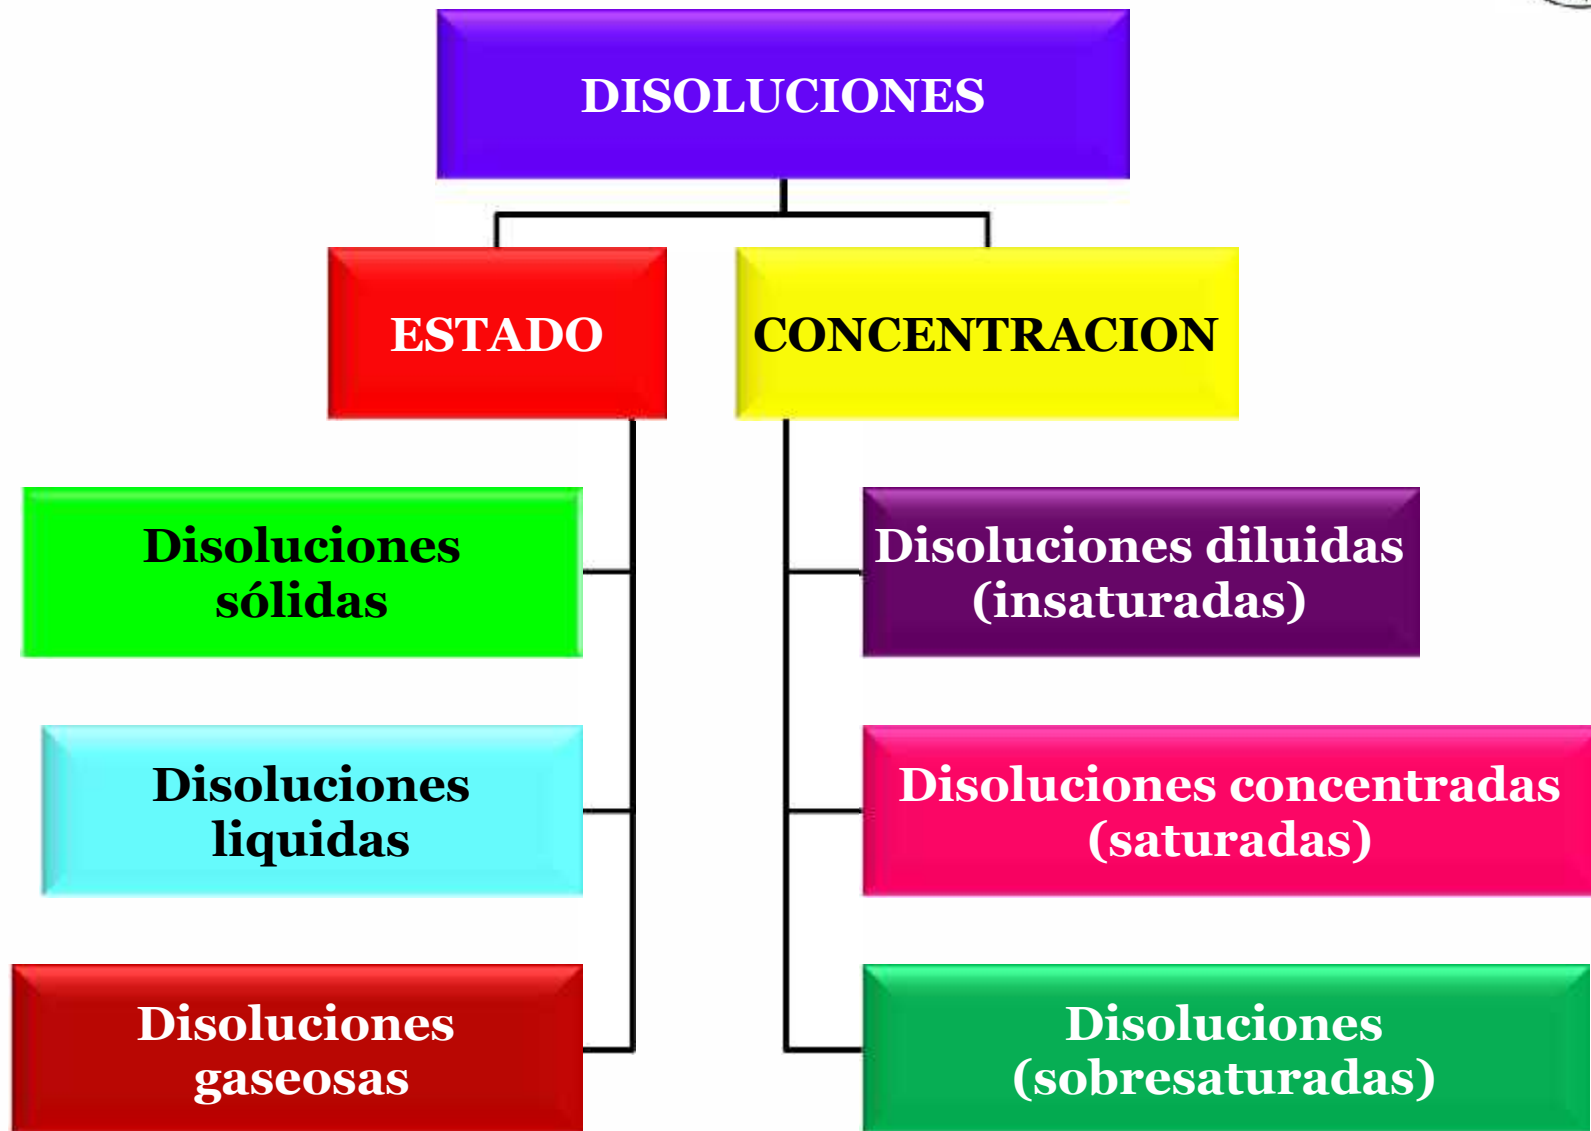 DISOLUCIONES
ESTADO
CONCENTRACION
Disoluciones
sólidas
Disoluciones
liquidas
Disoluciones
gaseosas
Disoluciones diluidas
(insaturadas)
Disoluciones concentradas
(saturadas)
Disoluciones
(sobresaturadas)